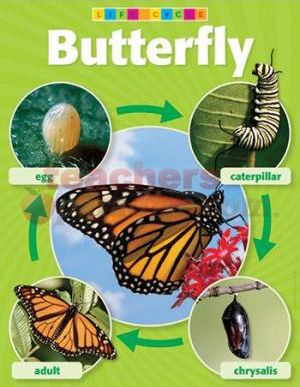 LIFE CYCLE
Butterfly
egg
caterpillar
teachers
adult
chrysalis